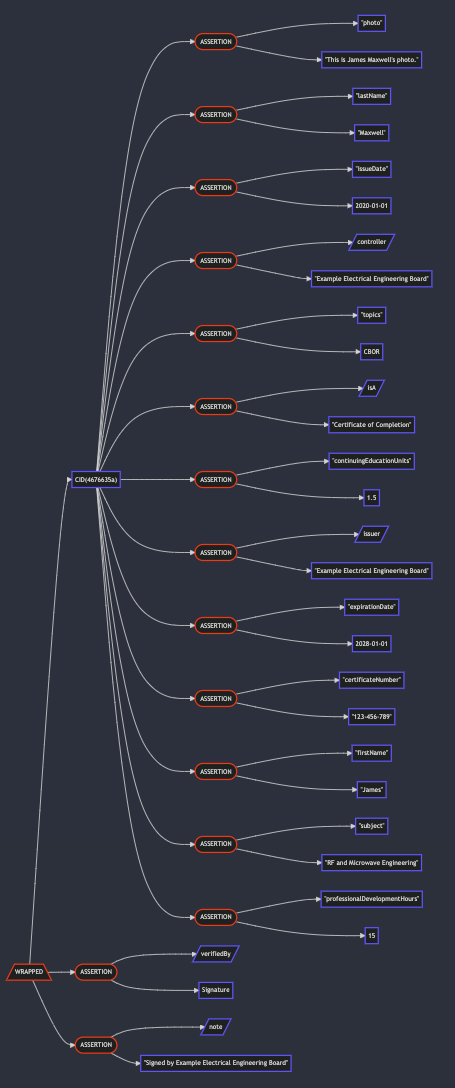 "photo"
ASSERTION
"This is James Maxwell's photo."
"lastName"
ASSERTION
"Maxwell"
"issueDate"
ASSERTION
2020-01-01
controller
ASSERTION
"Example Electrical Engineering Board"
"topics"
ASSERTION
CBOR
isA
ASSERTION
"Certificate of Completion"
"continuingEducationUnits"
CID(4676635a)
ASSERTION
1.5
issuer
ASSERTION
"Example Electrical Engineering Board"
"expirationDate"
ASSERTION
2028-01-01
"certificateNumber"
ASSERTION
"123-456-789"
"firstName"
ASSERTION
"James"
"subject"
ASSERTION
"RF and Microwave Engineering"
"professionalDevelopmentHours"
ASSERTION
15
verifiedBy
WRAPPED
ASSERTION
Signature
note
ASSERTION
"Signed by Example Electrical Engineering Board"